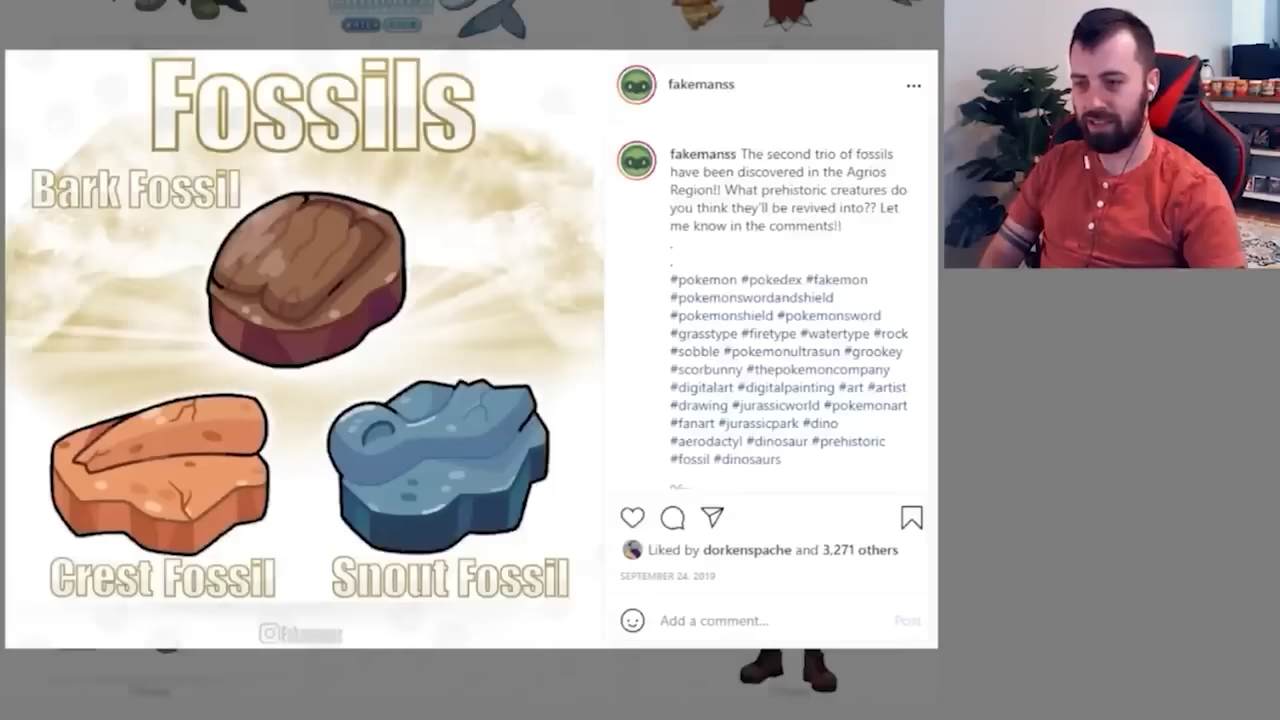 Fossils
Bark Fossil
Crest Fossil
Snout Fossil
fakemanss
fakemanss The second trio of fossils
have been discovered in the Agrios
Region!! What prehistoric creatures do
you think they'll be revived into?? Let
me know in the comments!!
.
.
#pokemon #pokedex #fakemon
#pokemonswordandshield
#pokemonshield #pokemonsword
#grasstype #firetype #watertype #rock
#sobble #pokemonultrasun #grookey
#scorbunny #thepokemoncompany
#digitalart #digitalpainting #art #artist
#drawing #jurassicworld #pokemonart
#fanart #jurassicpark #dino
#aerodactyl #dinosaur #prehistoric
#fossil #dinosaurs
Liked by dorkenspache and 3,271 others
SEPTEMBER 24, 2019
Add a comment...
Post